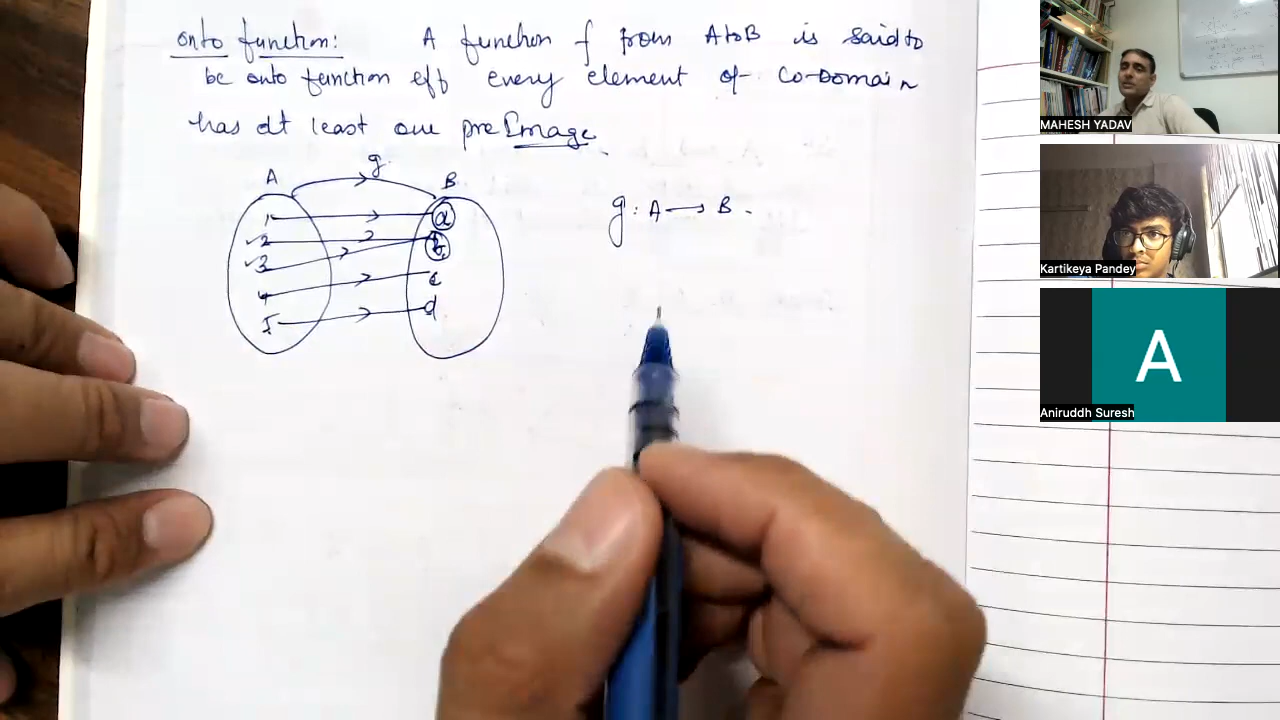 onto function: A function f from A to B is said to
be onto function eff every element of Co-Domain
has at least one preImage.
A g B
1 a
2 b
3
4 c
5 d
g: A → B.
MAHESH YADAV
Kartikeya Pandey
A
Aniruddh Suresh